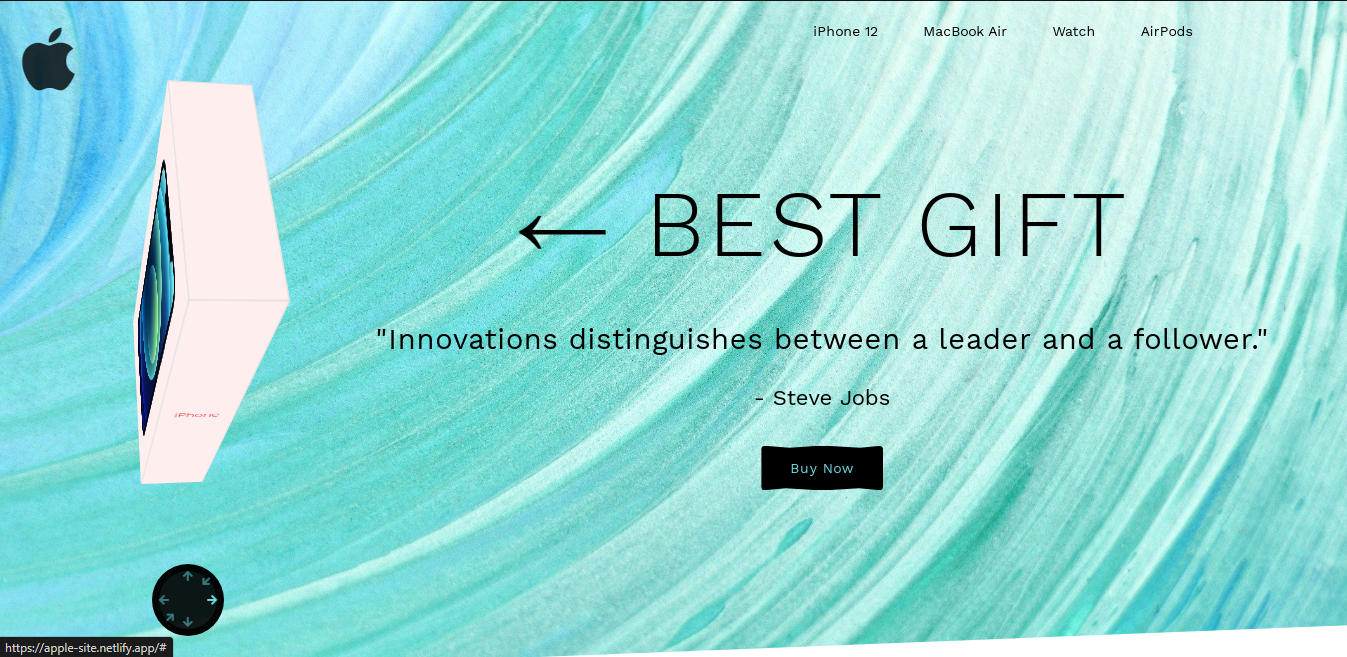 iPhone 12 MacBook Air Watch AirPods
← BEST GIFT
"Innovations distinguishes between a leader and a follower."
- Steve Jobs
Buy Now
iPhone
https://apple-site.netlify.app/#